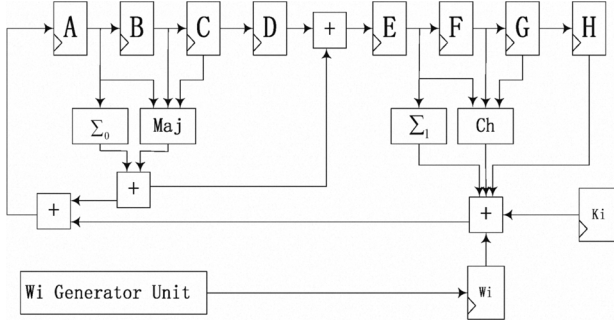 A B C D + E F G H
Σ0 Maj Σ1 Ch
+
+ + Ki
Wi Generator Unit Wi